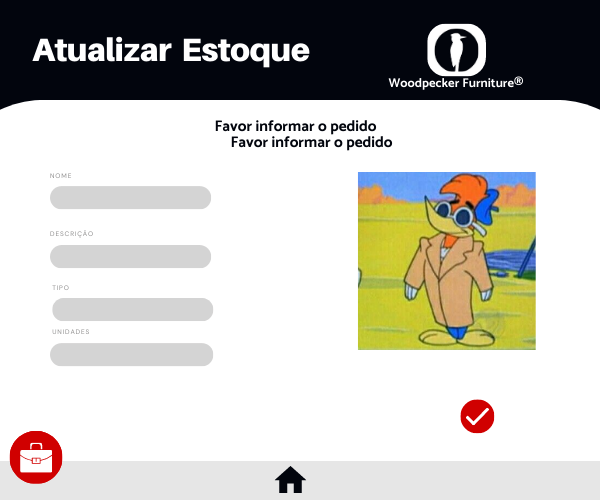 Atualizar Estoque
Woodpecker Furniture®
Favor informar o pedido
Favor informar o pedido
NOME
DESCRIÇÃO
TIPO
UNIDADES